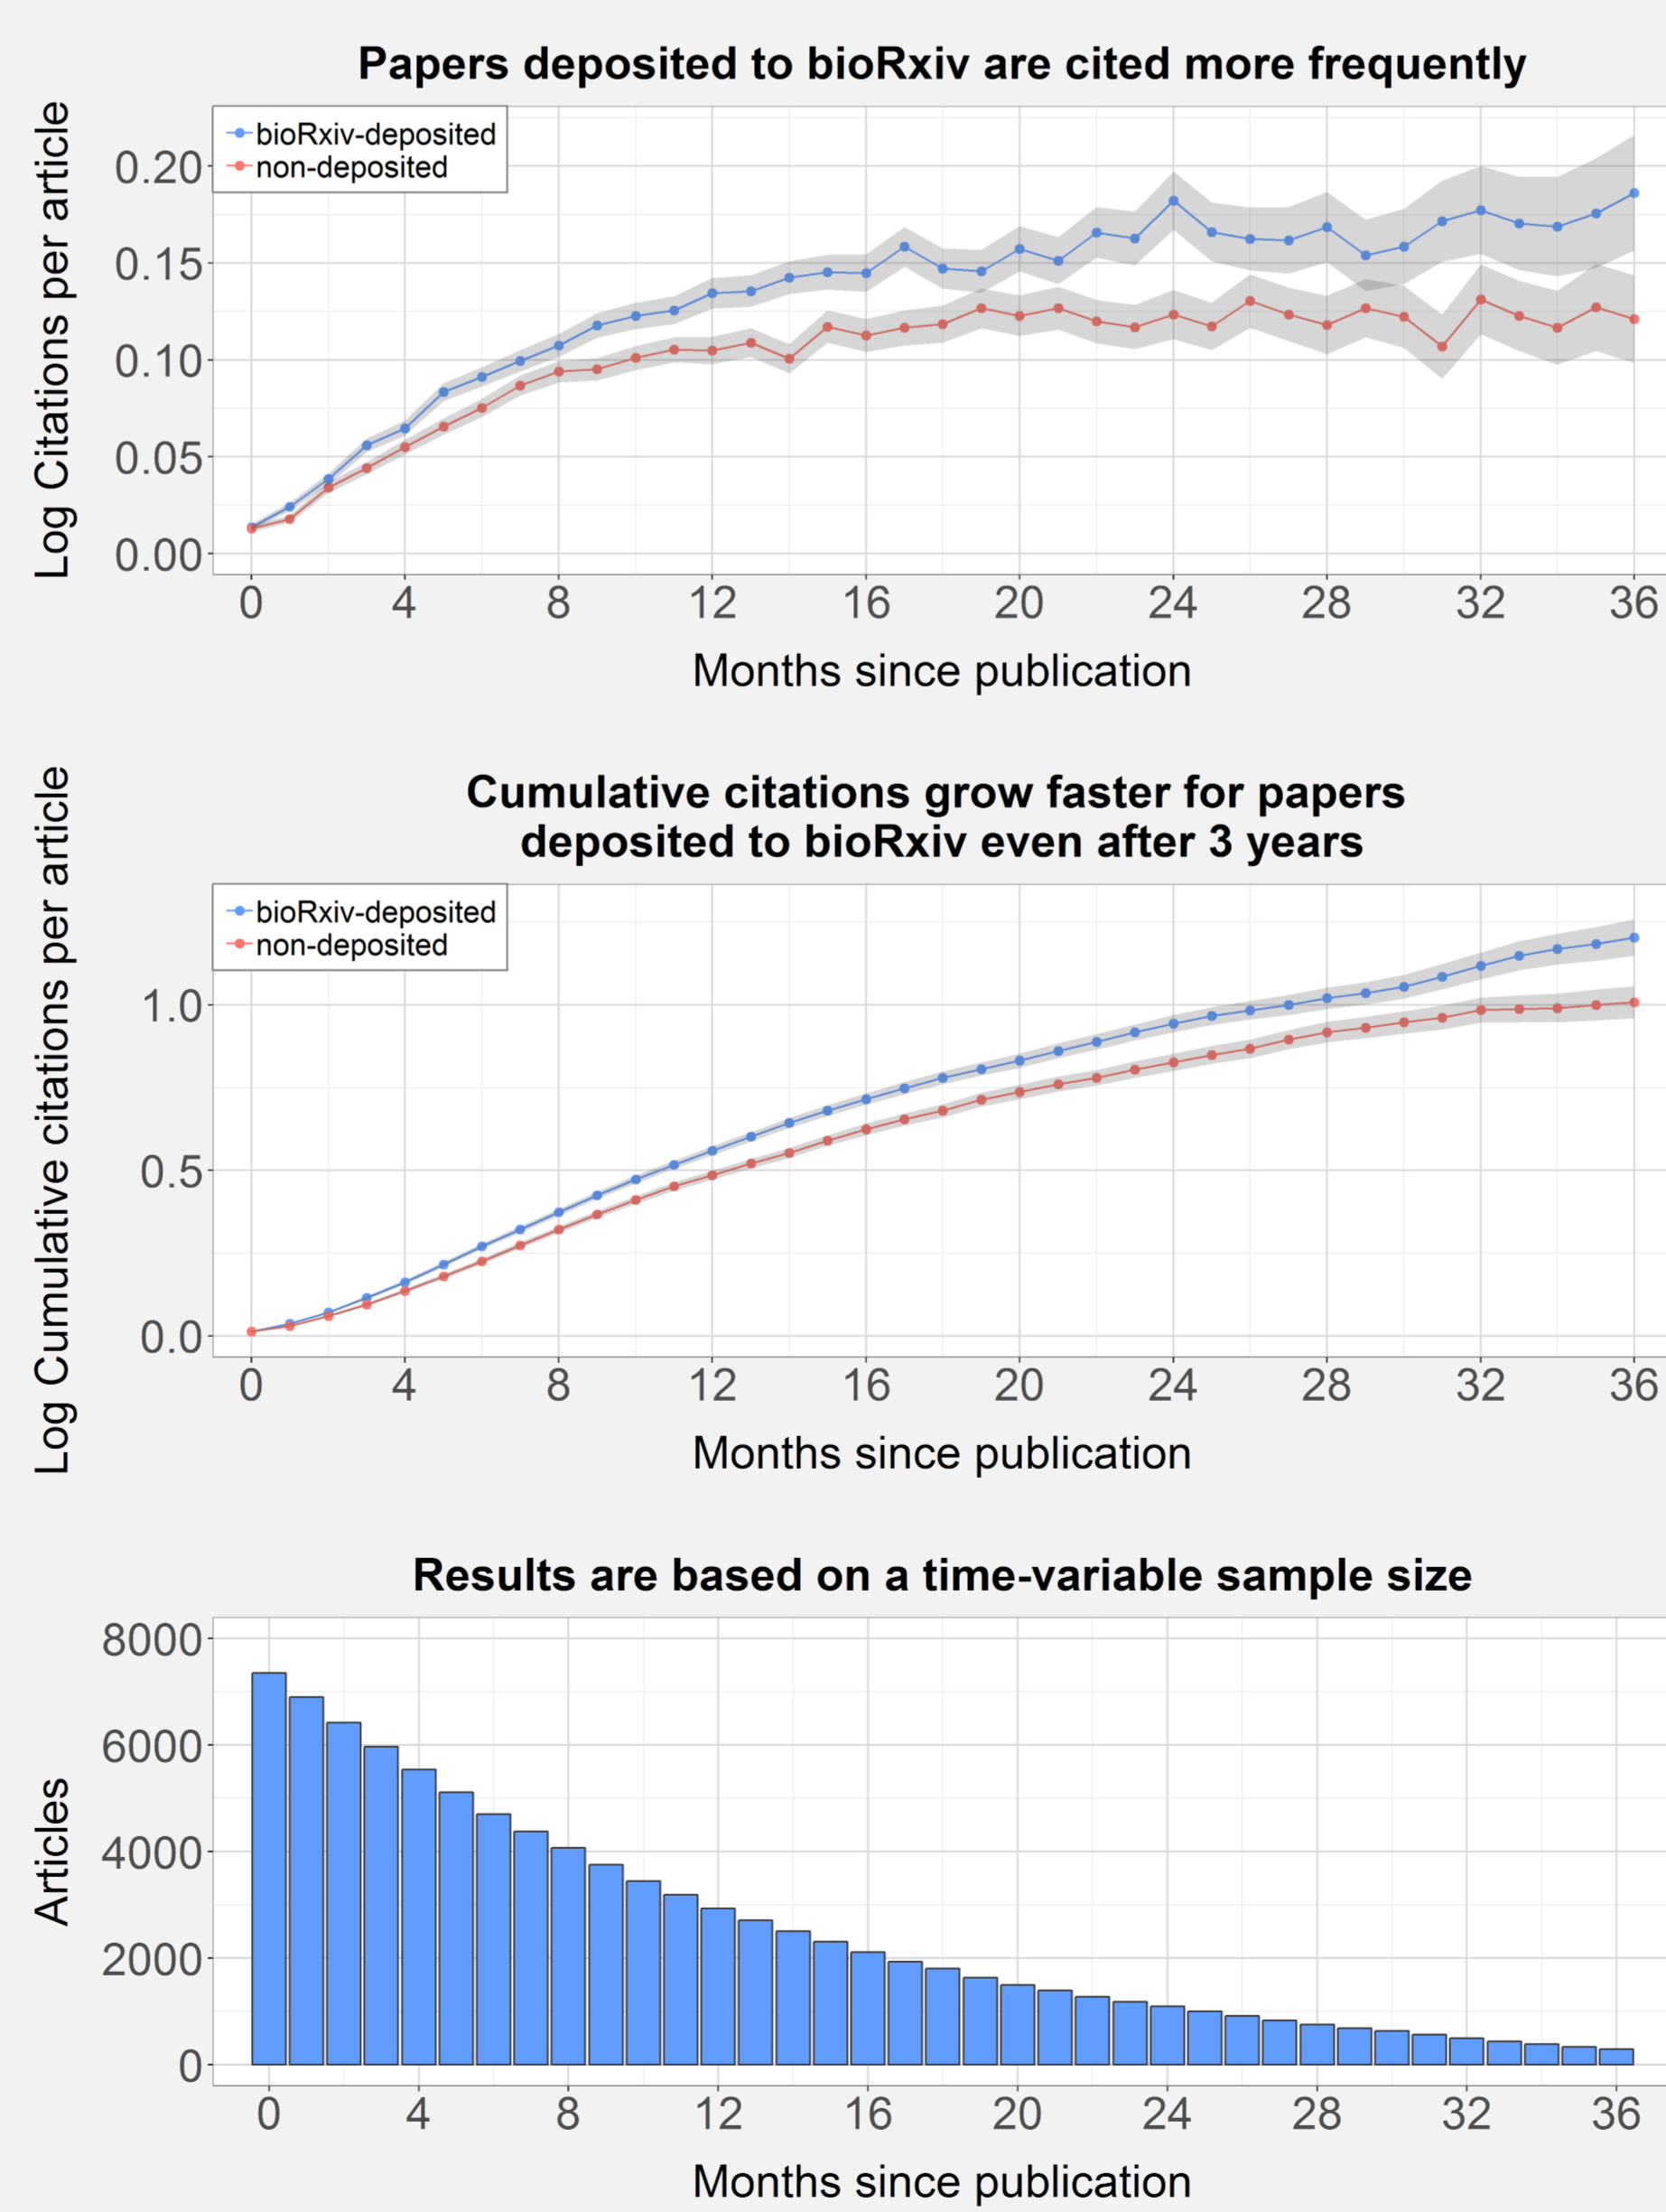 Papers deposited to bioRxiv are cited more frequently
bioRxiv-deposited
non-deposited
Log Citations per article
0.20
0.15
0.10
0.05
0.00
0 4 8 12 16 20 24 28 32 36
Months since publication
Cumulative citations grow faster for papers
deposited to bioRxiv even after 3 years
bioRxiv-deposited
non-deposited
Log Cumulative citations per article
1.0
0.5
0.0
0 4 8 12 16 20 24 28 32 36
Months since publication
Results are based on a time-variable sample size
Articles
8000
6000
4000
2000
0
0 4 8 12 16 20 24 28 32 36
Months since publication